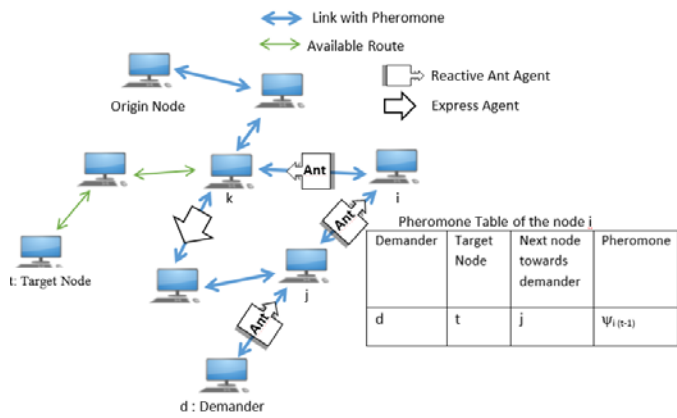 Link with Pheromone
Available Route
Reactive Ant Agent
Express Agent
Origin Node
Ant
k
i
Ant
t: Target Node
j
Ant
d : Demander
Pheromone Table of the node i
Demander
Target
Node
Next node
towards
demander
Pheromone
d
t
j
Ψi (t-1)